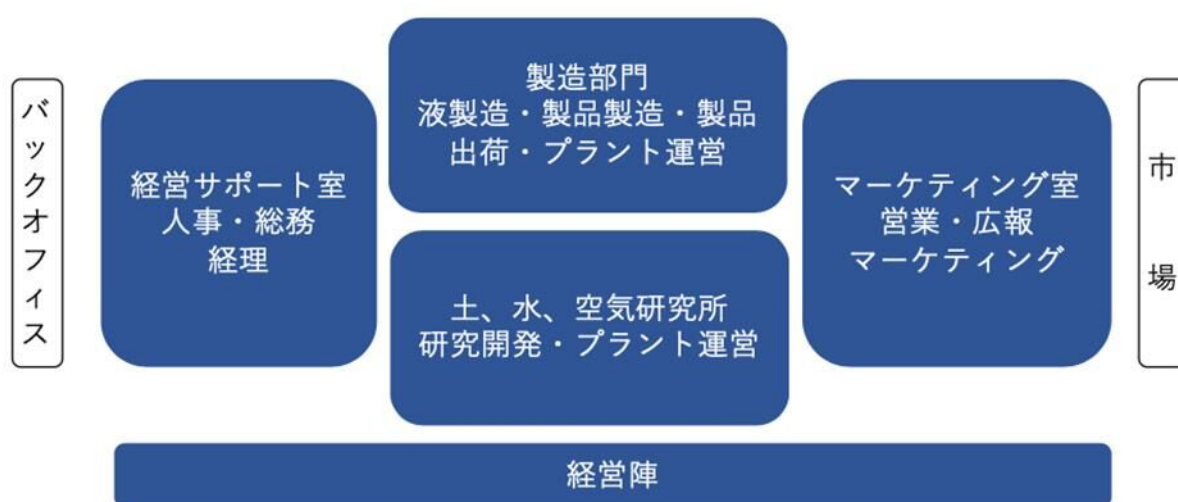 バックオフィス
経営サポート室
人事・総務
経理
製造部門
液製造・製品製造・製品
出荷・プラント運営
土、水、空気研究所
研究開発・プラント運営
マーケティング室
営業・広報
マーケティング
市場
経営陣